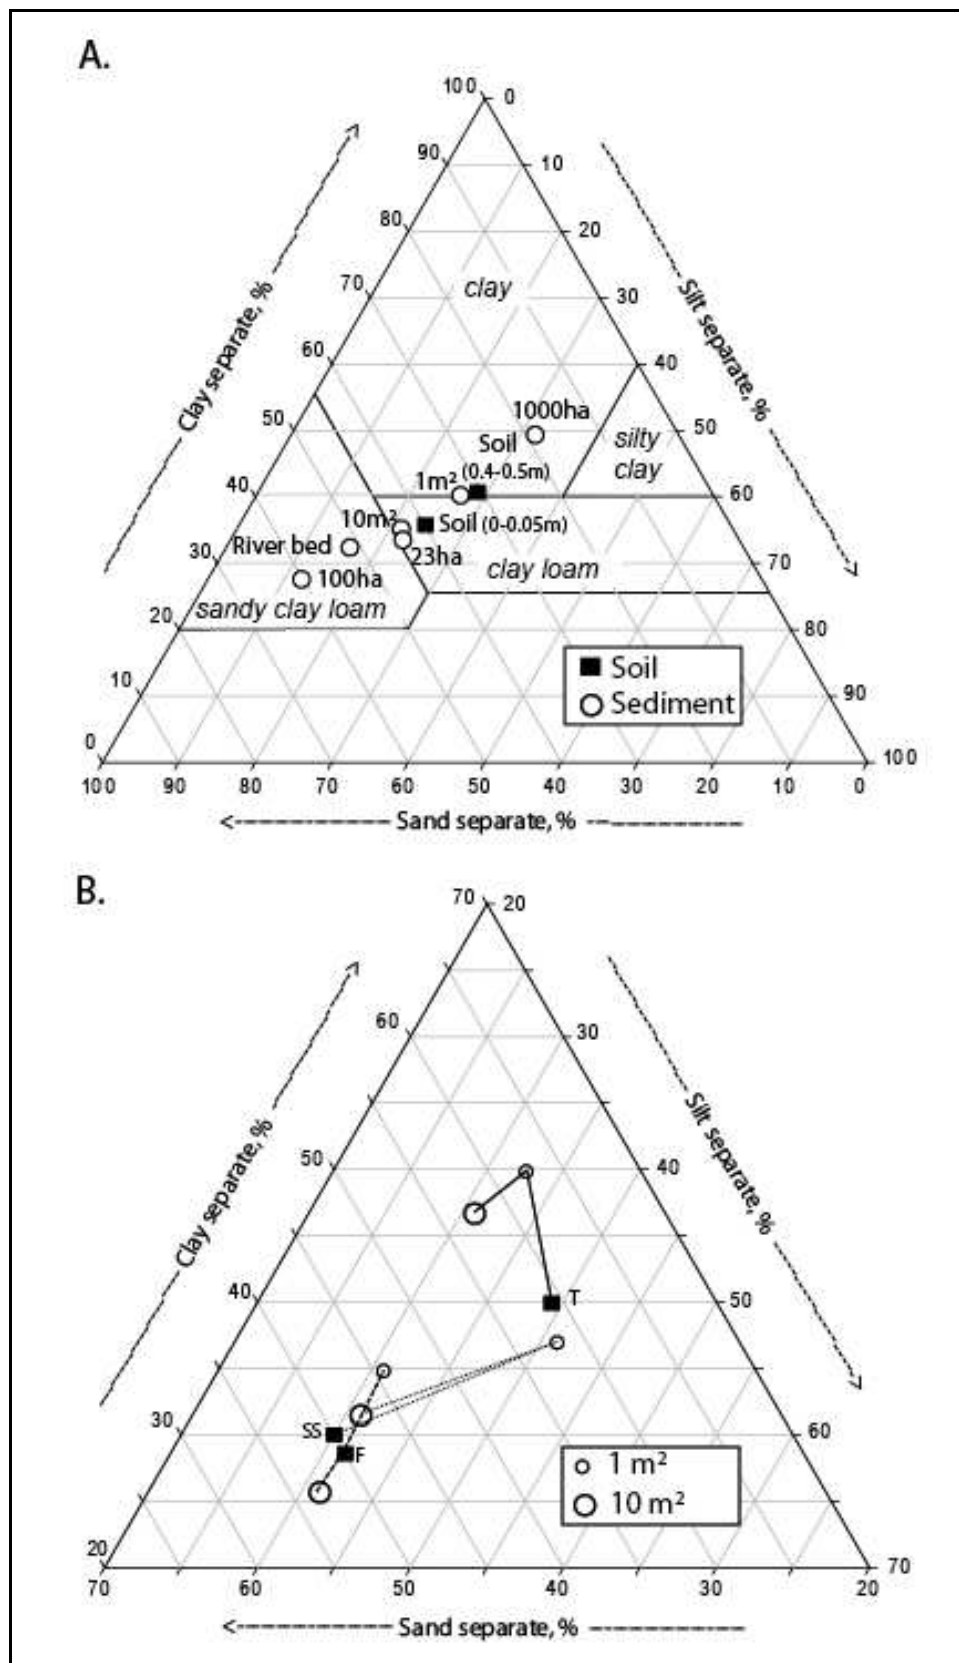 A.
100 0
90 10
80 20
clay
70 30
60 40
1000ha
50 Soil silty 50
1m² (0.4-0.5m) clay
40 60
10m² Soil (0-0.05m)
River bed 23ha
30 clay loam 70
100ha
20 sandy clay loam 80
Soil
10 Sediment 90
0 100
100 90 80 70 60 50 40 30 20 10 0
Sand separate, %
Clay separate, %
Silt separate, %
B.
70 20
60 30
50 40
40 T 50
30 SS 60
F
1 m²
10 m²
20 70
70 60 50 40 30 20
Sand separate, %
Clay separate, %
Silt separate, %